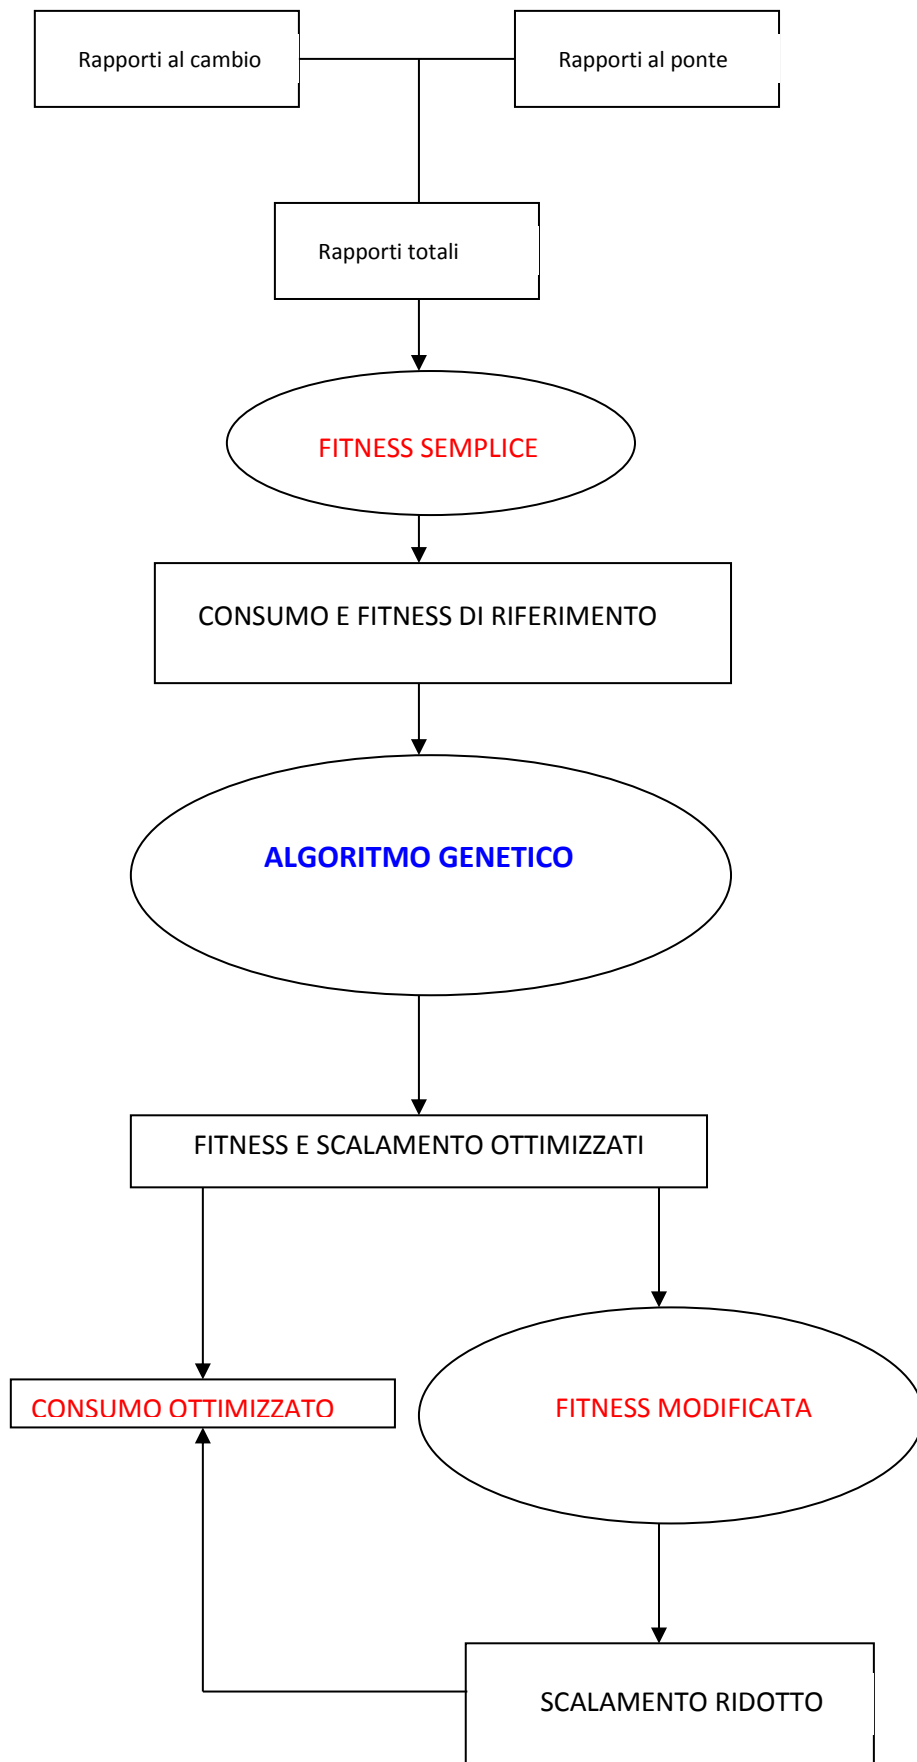 Rapporti al cambio
Rapporti al ponte
Rapporti totali
FITNESS SEMPLICE
CONSUMO E FITNESS DI RIFERIMENTO
ALGORITMO GENETICO
FITNESS E SCALAMENTO OTTIMIZZATI
CONSUMO OTTIMIZZATO
FITNESS MODIFICATA
SCALAMENTO RIDOTTO